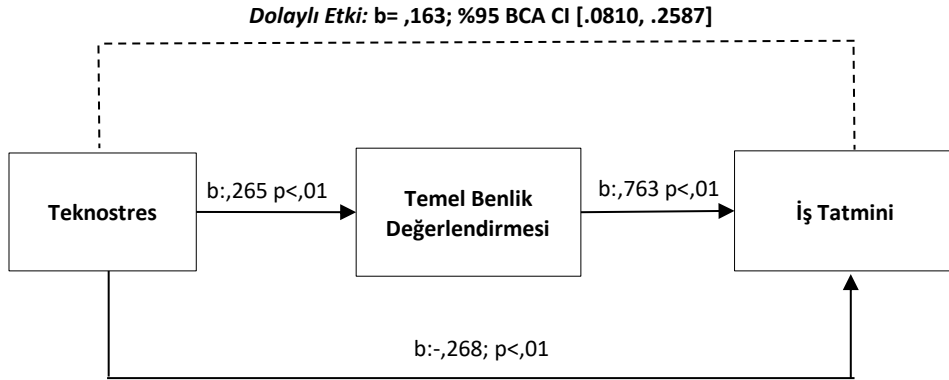 Dolaylı Etki: b= ,163; %95 BCA CI [.0810, .2587]
Teknostres
b:,265 p<,01
Temel Benlik
Değerlendirmesi
b:,763 p<,01
İş Tatmini
b:-,268; p<,01